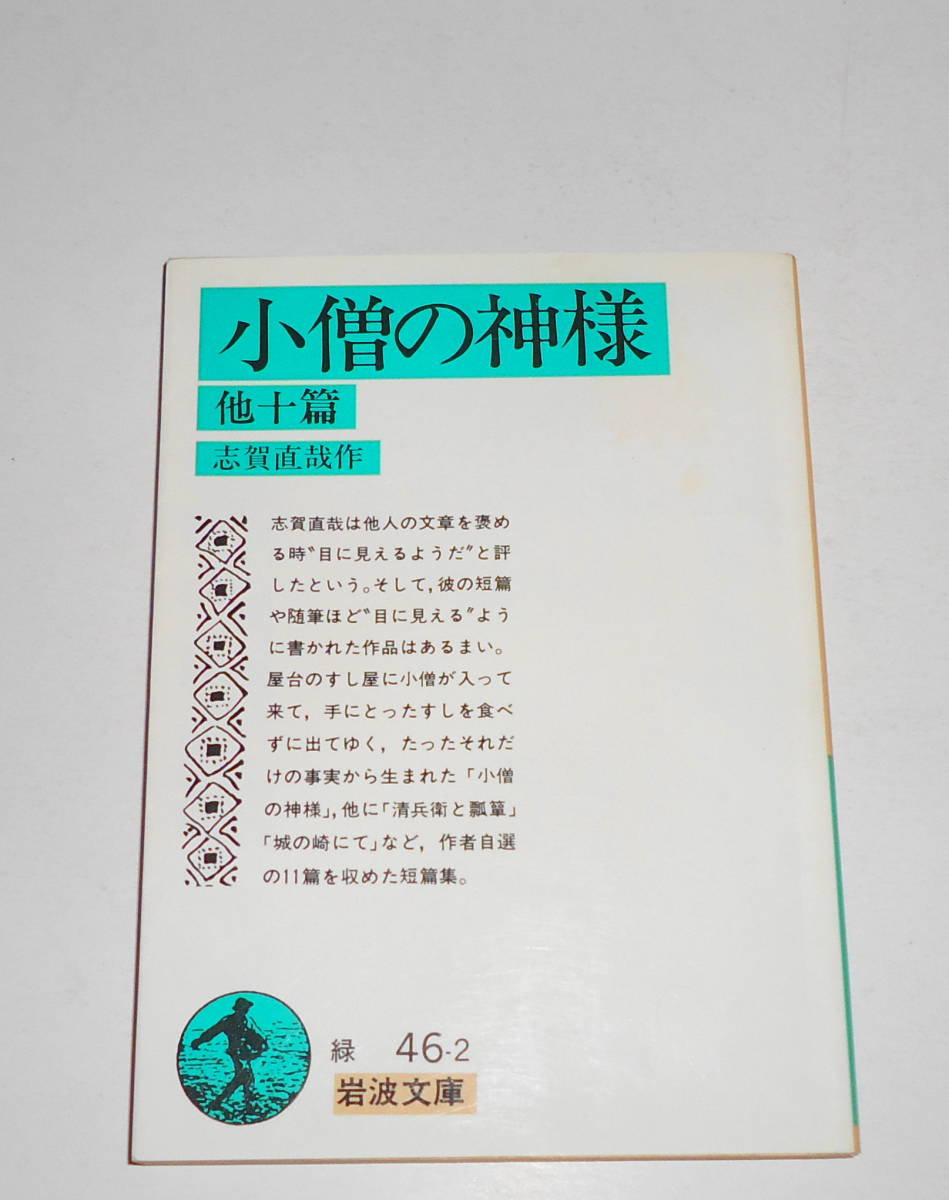 小僧の神様
他十篇
志賀直哉作
志賀直哉は他人の文章を褒め
る時〝目に見えるようだ〟と評
したという。そして,彼の短篇
や随筆ほど〝目に見える〟よう
に書かれた作品はあるまい。
屋台のすし屋に小僧が入って
来て,手にとったすしを食べ
ずに出てゆく,たったそれだ
けの事実から生まれた「小僧
の神様」,他に「清兵衛と瓢簞」
「城の崎にて」など,作者自選
の11篇を収めた短篇集。
緑 46-2
岩波文庫